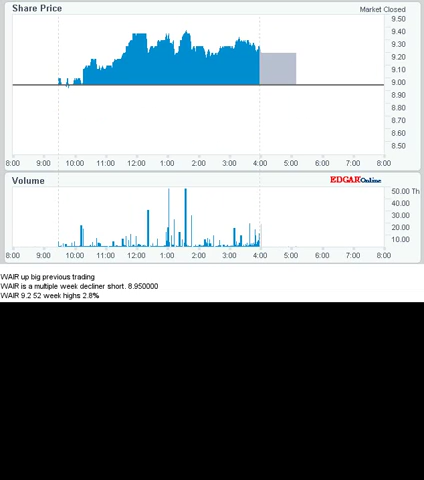 Share Price
Market Closed
9.50
9.40
9.30
9.20
9.10
9.00
8.90
8.80
8.70
8.60
8.50
8:00 9:00 10:00 11:00 12:00 1:00 2:00 3:00 4:00 5:00 6:00 7:00 8:00
Volume
EDGAR Online
50.00 Th
40.00
30.00
20.00
10.00
8:00 9:00 10:00 11:00 12:00 1:00 2:00 3:00 4:00 5:00 6:00 7:00 8:00
WAIR up big previous trading
WAIR is a multiple week decliner short. 8.950000
WAIR 9.2 52 week highs 2.8%